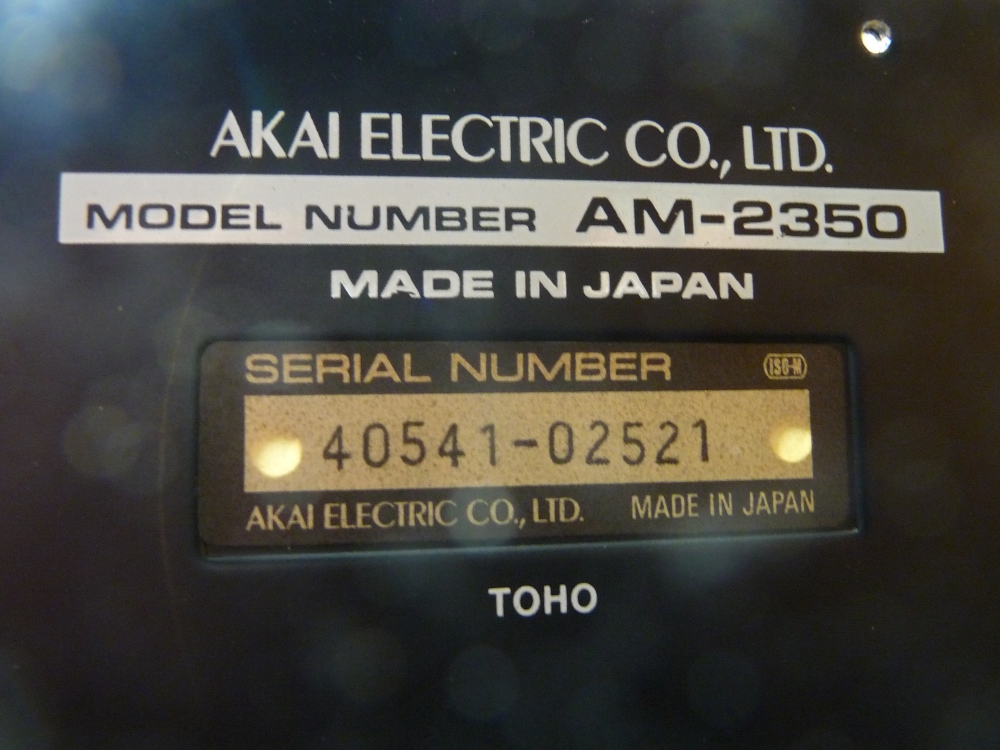 AKAI ELECTRIC CO., LTD.
MODEL NUMBER AM-2350
MADE IN JAPAN
SERIAL NUMBER ISO-M
40541-02521
AKAI ELECTRIC CO., LTD. MADE IN JAPAN
TOHO